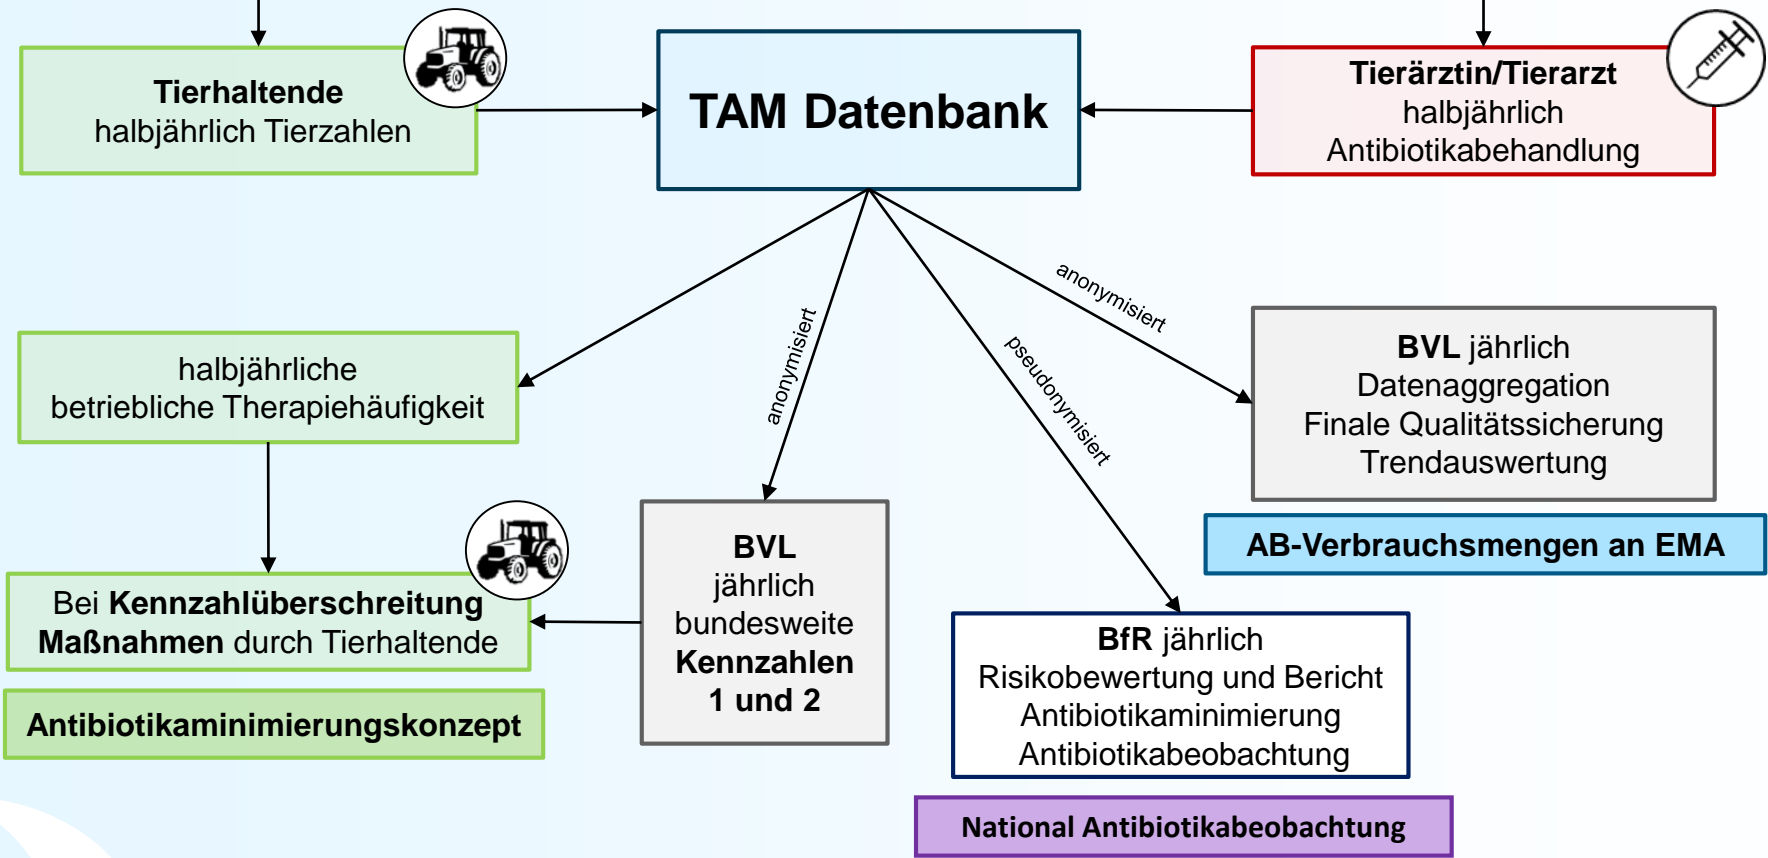 Tierhaltende
halbjährlich Tierzahlen
TAM Datenbank
Tierärztin/Tierarzt
halbjährlich
Antibiotikabehandlung
anonymisiert
pseudonymisiert
anonymisiert
halbjährliche
betriebliche Therapiehäufigkeit
BVL jährlich
Datenaggregation
Finale Qualitätssicherung
Trendauswertung
AB-Verbrauchsmengen an EMA
Bei Kennzahlüberschreitung
Maßnahmen durch Tierhaltende
Antibiotikaminimierungskonzept
BVL
jährlich
bundesweite
Kennzahlen
1 und 2
BfR jährlich
Risikobewertung und Bericht
Antibiotikaminimierung
Antibiotikabeobachtung
National Antibiotikabeobachtung